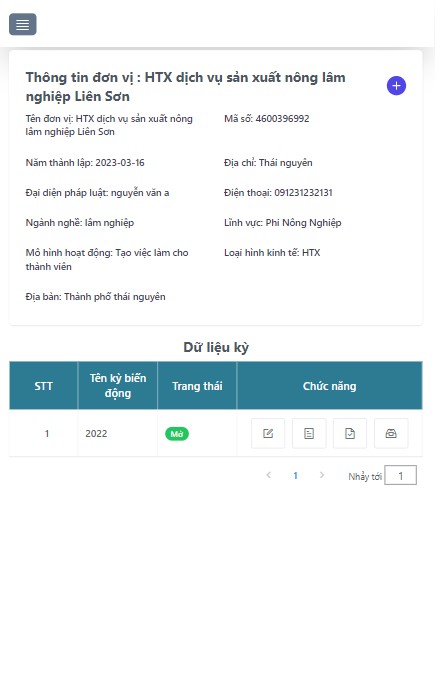 Thông tin đơn vị : HTX dịch vụ sản xuất nông lâm
nghiệp Liên Sơn
Tên đơn vị: HTX dịch vụ sản xuất nông
lâm nghiệp Liên Sơn
Mã số: 4600396992
Năm thành lập: 2023-03-16
Địa chỉ: Thái nguyên
Đại diện pháp luật: nguyễn văn a
Điện thoại: 091231232131
Ngành nghề: lâm nghiệp
Lĩnh vực: Phi Nông Nghiệp
Mô hình hoạt động: Tạo việc làm cho
thành viên
Loại hình kinh tế: HTX
Địa bàn: Thành phố thái nguyên
Dữ liệu kỳ
STT
Tên kỳ biến
động
Trang thái
Chức năng
1
2022
Mở
1
Nhảy tới
1